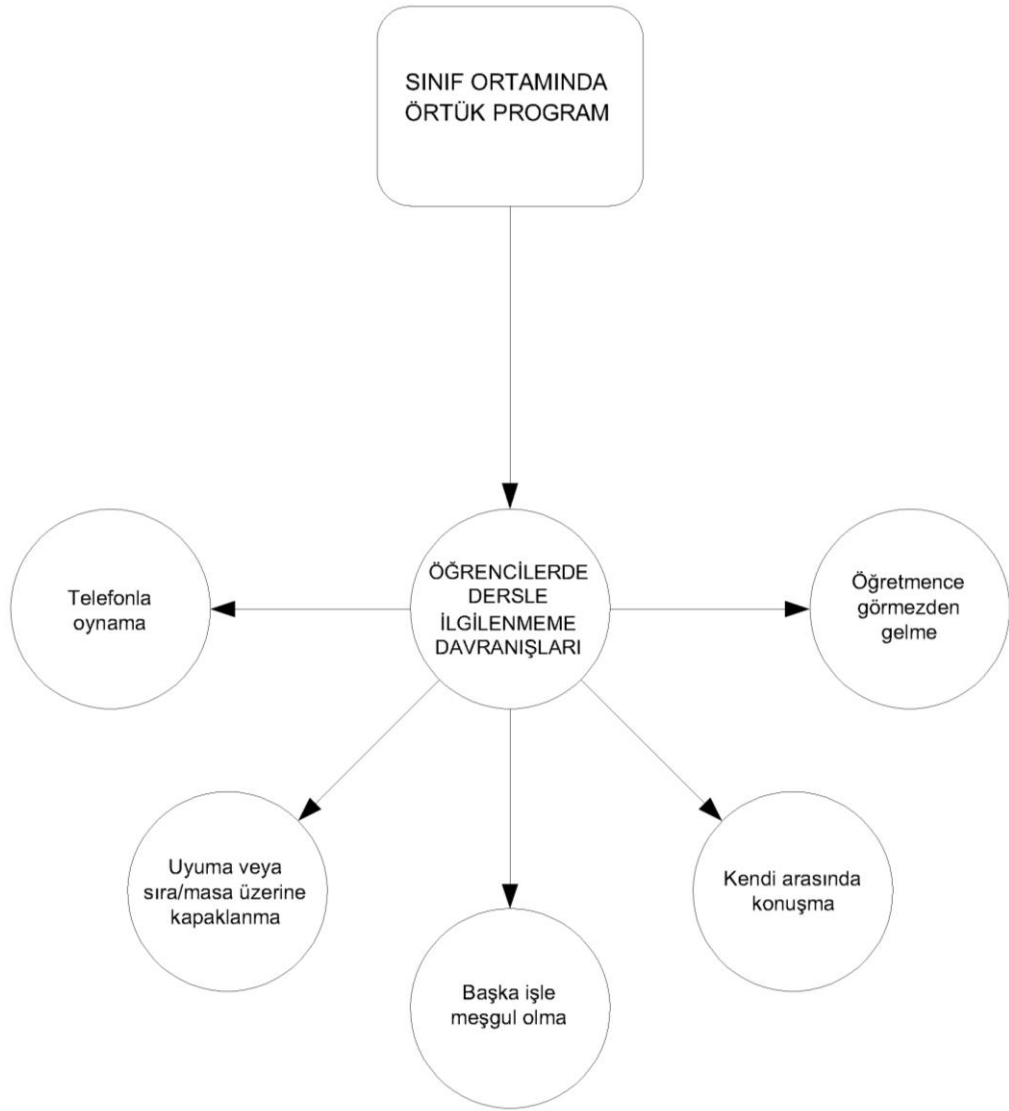 SINIF ORTAMINDA
ÖRTÜK PROGRAM
ÖĞRENCİLERDE
DERSLE
İLGİLENMEME
DAVRANIŞLARI
Telefonla
oynama
Öğretmence
görmezden
gelme
Uyuma veya
sıra/masa üzerine
kapaklanma
Kendi arasında
konuşma
Başka işle
meşgul olma